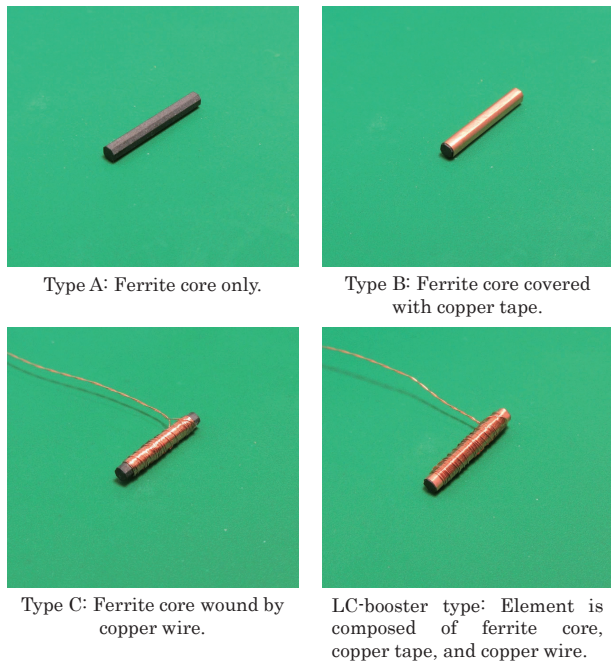 Type A: Ferrite core only.
Type B: Ferrite core covered
with copper tape.
Type C: Ferrite core wound by
copper wire.
LC-booster type: Element is
composed of ferrite core,
copper tape, and copper wire.